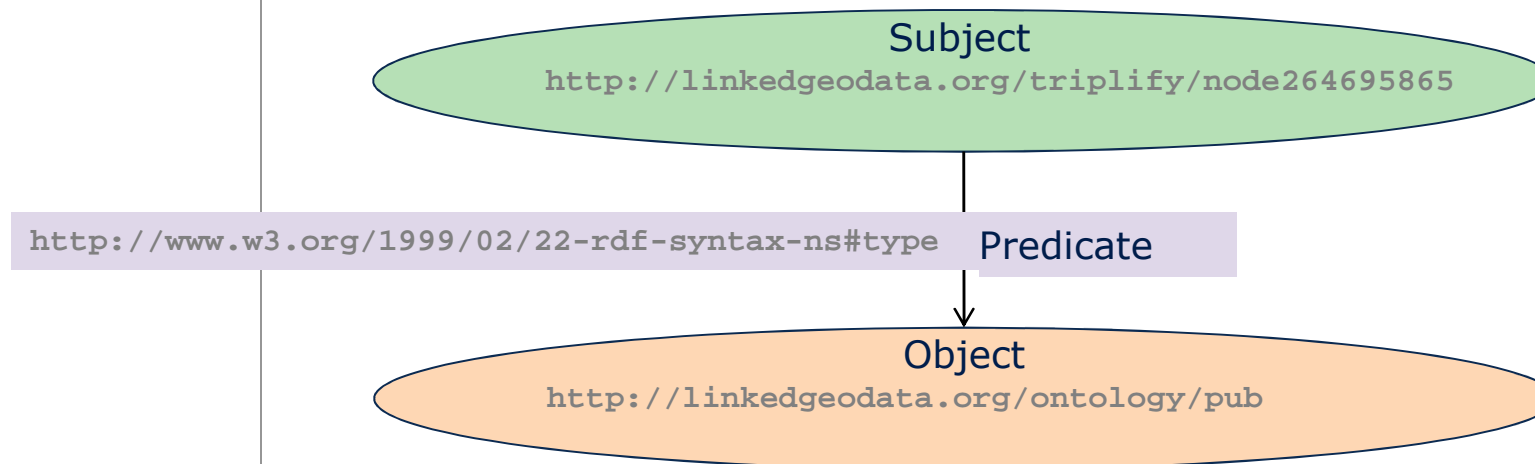 Subject
http://linkedgeodata.org/triplify/node264695865
http://www.w3.org/1999/02/22-rdf-syntax-ns#type Predicate
Object
http://linkedgeodata.org/ontology/pub